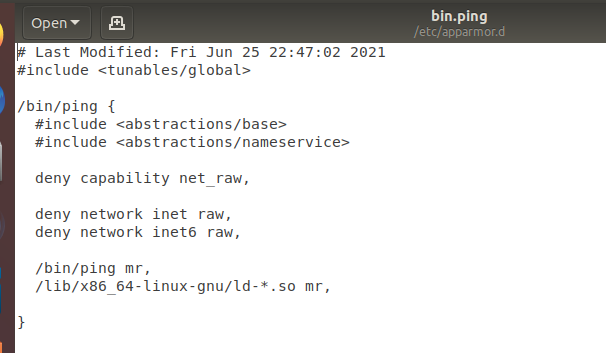 Open
bin.ping
/etc/apparmor.d
# Last Modified: Fri Jun 25 22:47:02 2021
#include <tunables/global>
/bin/ping {
  #include <abstractions/base>
  #include <abstractions/nameservice>
  deny capability net_raw,
  deny network inet raw,
  deny network inet6 raw,
  /bin/ping mr,
  /lib/x86_64-linux-gnu/ld-*.so mr,
}